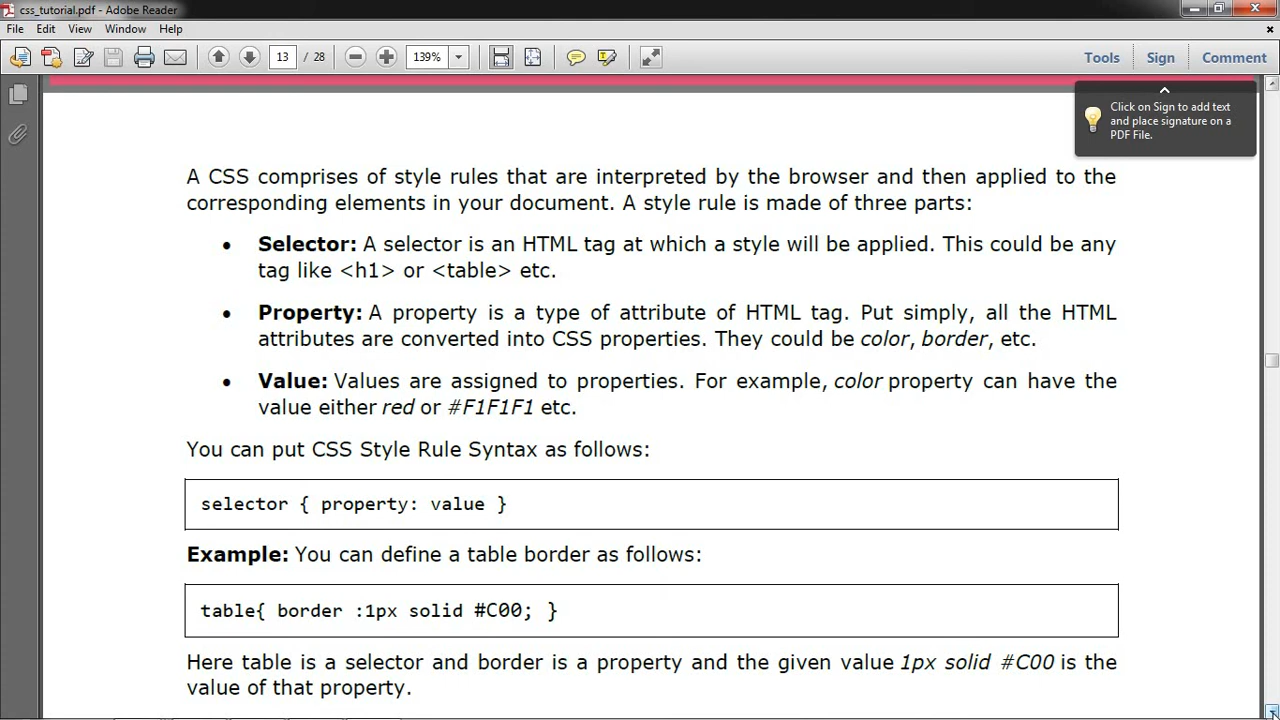 css_tutorial.pdf - Adobe Reader
File Edit View Window Help
13 / 28 139% Tools Sign Comment
Click on Sign to add text
and place signature on a
PDF File.
A CSS comprises of style rules that are interpreted by the browser and then applied to the
corresponding elements in your document. A style rule is made of three parts:
• Selector: A selector is an HTML tag at which a style will be applied. This could be any
tag like <h1> or <table> etc.
• Property: A property is a type of attribute of HTML tag. Put simply, all the HTML
attributes are converted into CSS properties. They could be color, border, etc.
• Value: Values are assigned to properties. For example, color property can have the
value either red or #F1F1F1 etc.
You can put CSS Style Rule Syntax as follows:
selector { property: value }
Example: You can define a table border as follows:
table{ border :1px solid #C00; }
Here table is a selector and border is a property and the given value 1px solid #C00 is the
value of that property.